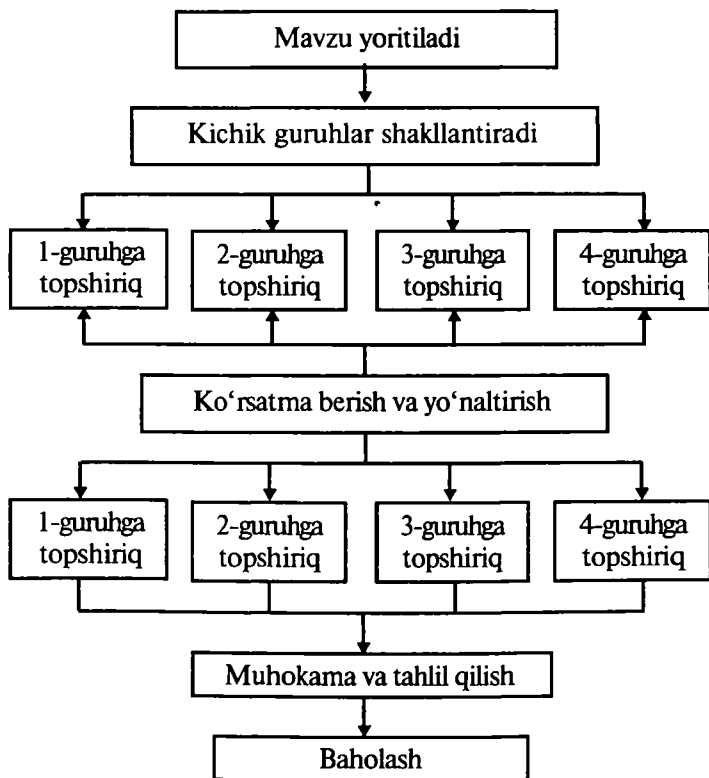 Mavzu yoritiladi
Kichik guruhlar shakllantiradi
1-guruhga
topshiriq
2-guruhga
topshiriq
3-guruhga
topshiriq
4-guruhga
topshiriq
Ko‘rsatma berish va yo‘naltirish
1-guruhga
topshiriq
2-guruhga
topshiriq
3-guruhga
topshiriq
4-guruhga
topshiriq
Muhokama va tahlil qilish
Baholash